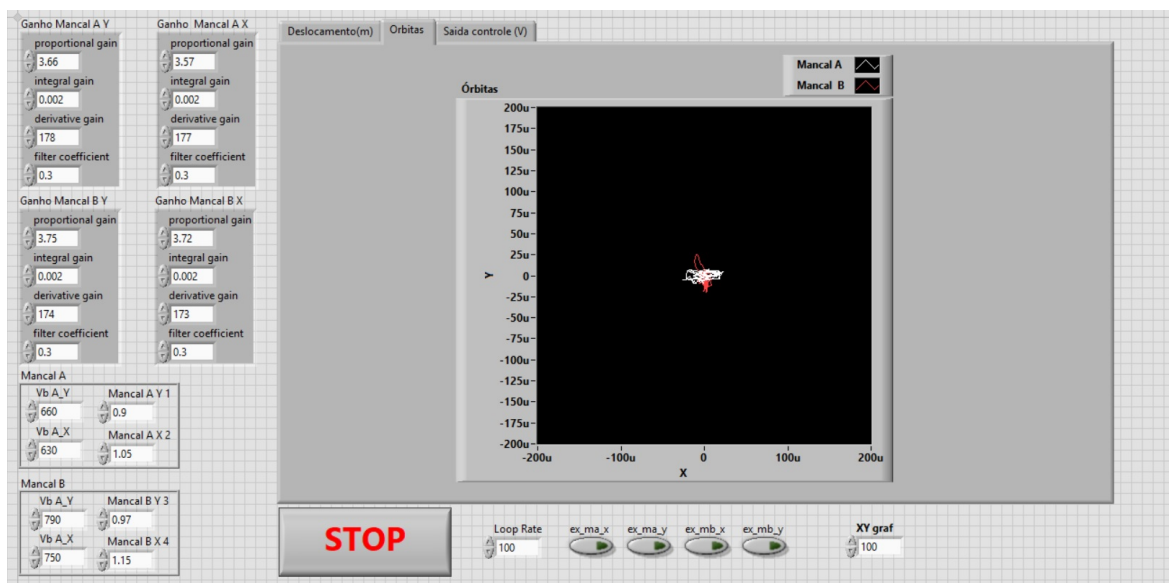 Ganho Mancal A Y
proportional gain
3.66
integral gain
0.002
derivative gain
178
filter coefficient
0.3
Ganho Mancal A X
proportional gain
3.57
integral gain
0.002
derivative gain
177
filter coefficient
0.3
Ganho Mancal B Y
proportional gain
3.75
integral gain
0.002
derivative gain
174
filter coefficient
0.3
Ganho Mancal B X
proportional gain
3.72
integral gain
0.002
derivative gain
173
filter coefficient
0.3
Mancal A
Vb A_Y Mancal A Y 1
660 0.9
Vb A_X Mancal A X 2
630 1.05
Mancal B
Vb A_Y Mancal B Y 3
790 0.97
Vb A_X Mancal B X 4
750 1.15
Deslocamento(m) Orbitas Saida controle (V)
Mancal A
Mancal B
Órbitas
200u
175u
150u
125u
100u
75u
50u
25u
0
-25u
-50u
-75u
-100u
-125u
-150u
-175u
-200u
Y
-200u -100u 0 100u 200u
X
STOP
Loop Rate
100
ex_ma_x ex_ma_y ex_mb_x ex_mb_y
XY graf
100